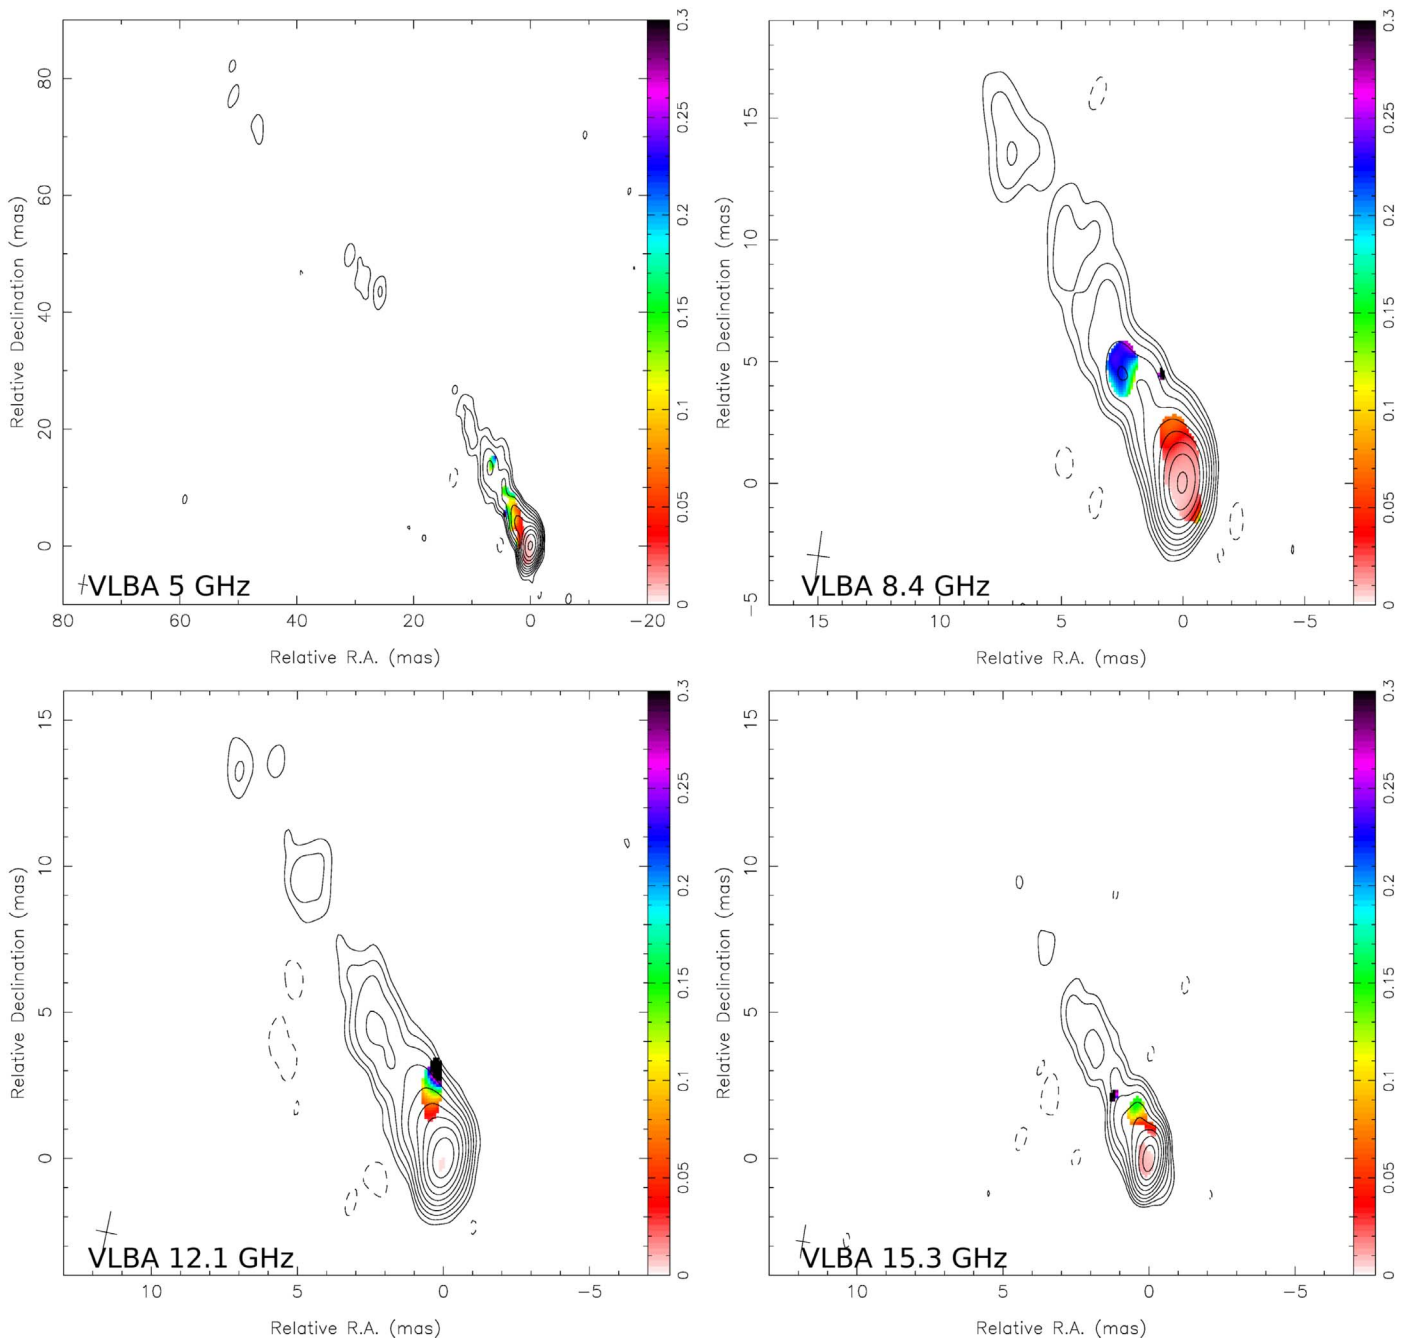 80
60
40
20
0
Relative Declination (mas)
VLBA 5 GHz
80 60 40 20 0 −20
Relative R.A. (mas)
0 0.05 0.1 0.15 0.2 0.25 0.3
15
10
5
0
−5
Relative Declination (mas)
VLBA 8.4 GHz
15 10 5 0 −5
Relative R.A. (mas)
0 0.05 0.1 0.15 0.2 0.25 0.3
15
10
5
0
Relative Declination (mas)
VLBA 12.1 GHz
10 5 0 −5
Relative R.A. (mas)
0 0.05 0.1 0.15 0.2 0.25 0.3
15
10
5
0
Relative Declination (mas)
VLBA 15.3 GHz
10 5 0 −5
Relative R.A. (mas)
0 0.05 0.1 0.15 0.2 0.25 0.3